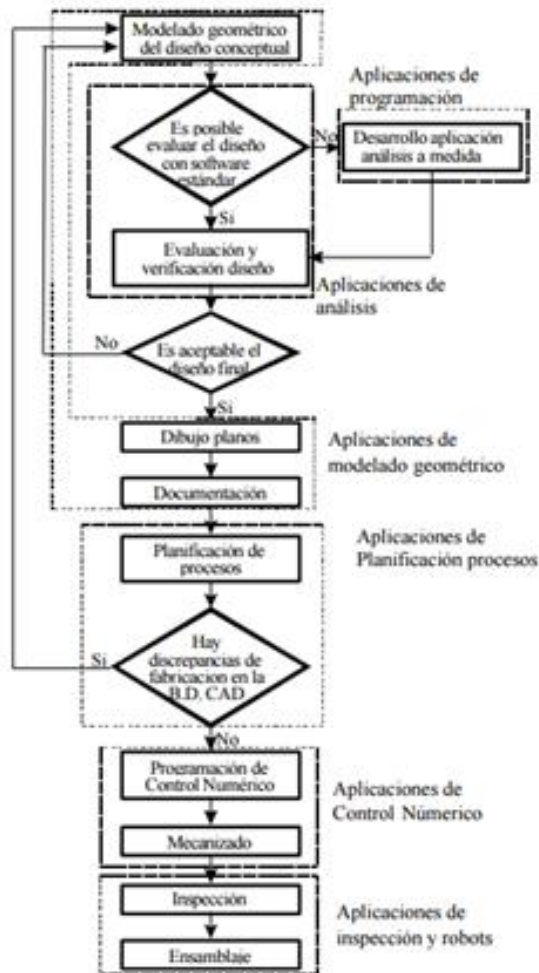 Modelado geométrico
del diseño conceptual
Aplicaciones de
programación
Es posible
evaluar el diseño
con software
estándar
No
Desarrollo aplicación
análisis a medida
Si
Evaluación y
verificación diseño
Aplicaciones de
análisis
No
Es aceptable el
diseño final
Si
Dibujo planos
Aplicaciones de
modelado geométrico
Documentación
Aplicaciones de
Planificación procesos
Planificación de
procesos
Si
Hay
discrepancias de
fabricacion en la
B.D. CAD
No
Programación de
Control Numérico
Aplicaciones de
Control Númerico
Mecanizado
Inspección
Aplicaciones de
inspección y robots
Ensamblaje